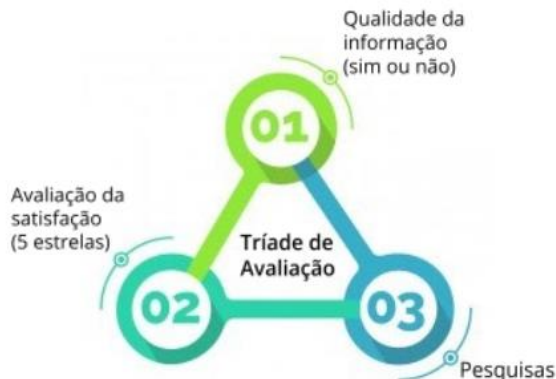 Qualidade da
informação
(sim ou não)
01
Avaliação da
satisfação
(5 estrelas)
Tríade de
Avaliação
02
03
Pesquisas